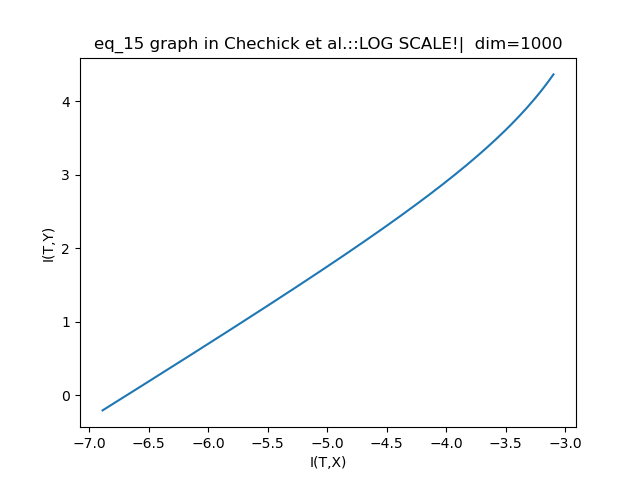 eq_15 graph in Chechick et al.::LOG SCALE!|  dim=1000
4
3
2
1
0
I(T,Y)
−7.0 −6.5 −6.0 −5.5 −5.0 −4.5 −4.0 −3.5 −3.0
I(T,X)